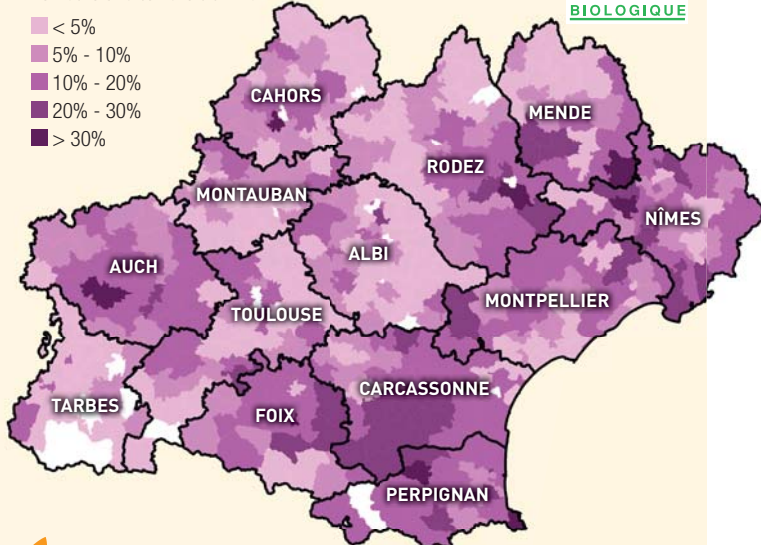 BIOLOGIQUE
< 5%
5% - 10%
10% - 20%
20% - 30%
> 30%
CAHORS
MENDE
RODEZ
MONTAUBAN
NÎMES
ALBI
AUCH
MONTPELLIER
TOULOUSE
CARCASSONNE
TARBES
FOIX
PERPIGNAN